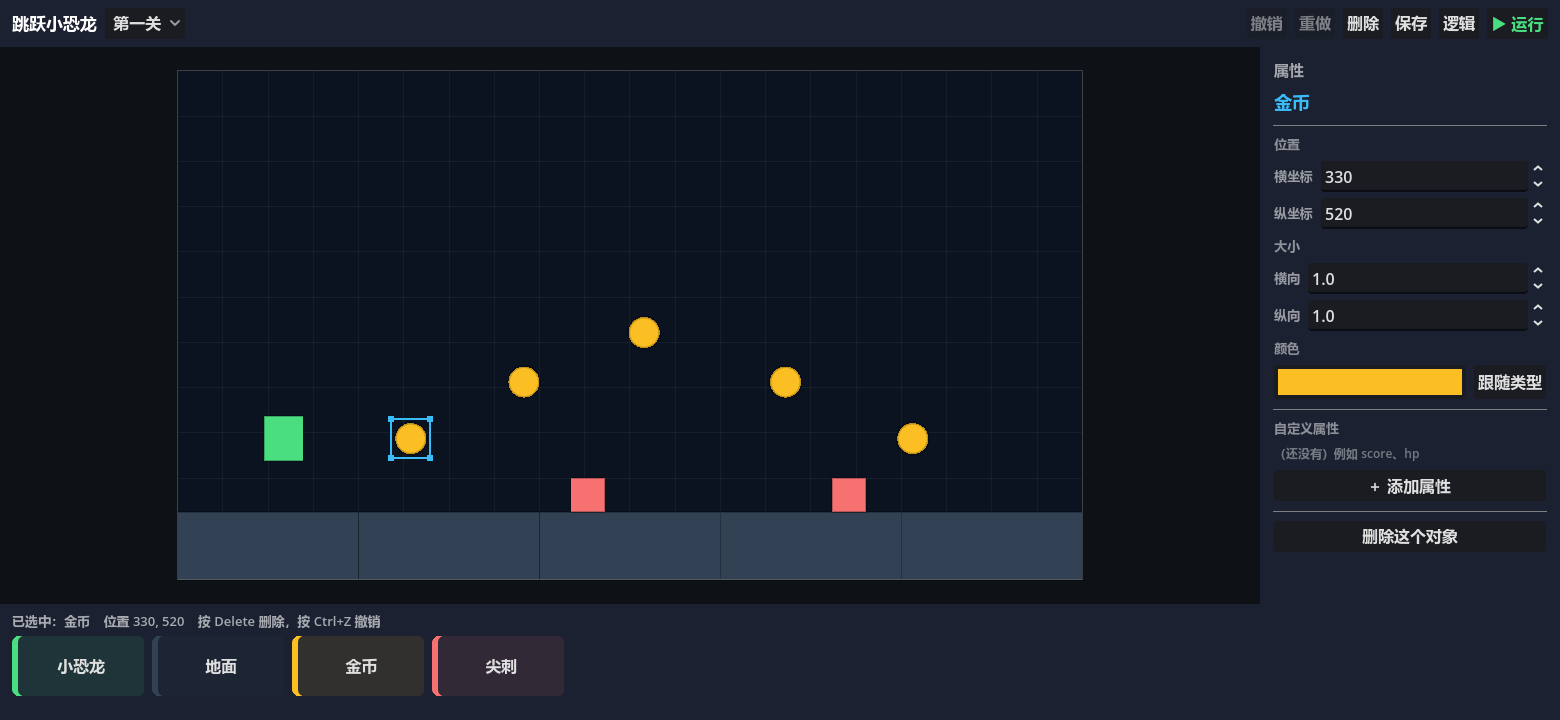 跳跃小恐龙 第一关 撤销 重做 删除 保存 逻辑 ▶ 运行
属性
金币
位置
横坐标 330
纵坐标 520
大小
横向 1.0
纵向 1.0
颜色
跟随类型
自定义属性
（还没有）例如 score、hp
+ 添加属性
删除这个对象
已选中：金币 位置 330, 520 按 Delete 删除，按 Ctrl+Z 撤销
小恐龙 地面 金币 尖刺